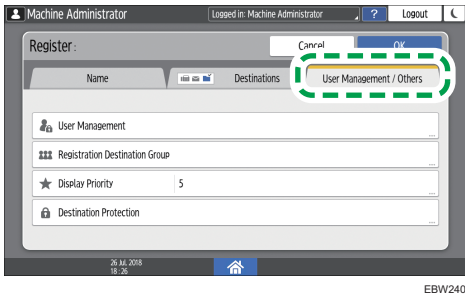 Machine Administrator
Logged in: Machine Administrator
?
Logout
Register :
Cancel
OK
Name
Destinations
User Management / Others
User Management
Registration Destination Group
Display Priority
5
Destination Protection
26 Jul. 2018
18 : 26
EBW240